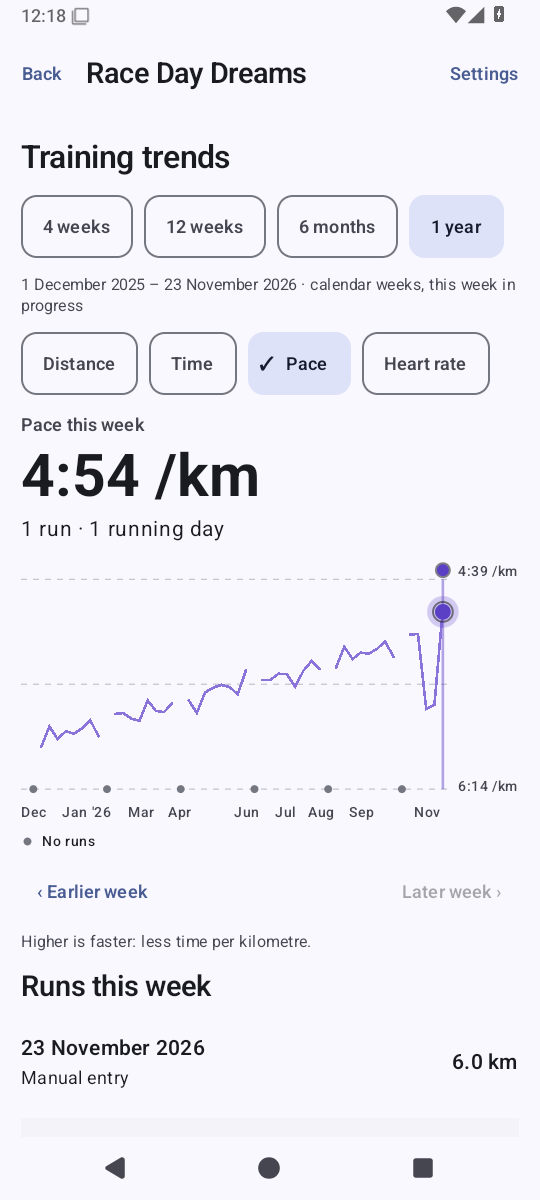 12:18
Back
Race Day Dreams
Settings
Training trends
4 weeks
12 weeks
6 months
1 year
1 December 2025 – 23 November 2026 · calendar weeks, this week in
progress
Distance
Time
✓ Pace
Heart rate
Pace this week
4:54 /km
1 run · 1 running day
4:39 /km
6:14 /km
Dec Jan '26 Mar Apr Jun Jul Aug Sep Nov
No runs
‹ Earlier week
Later week ›
Higher is faster: less time per kilometre.
Runs this week
23 November 2026
Manual entry
6.0 km